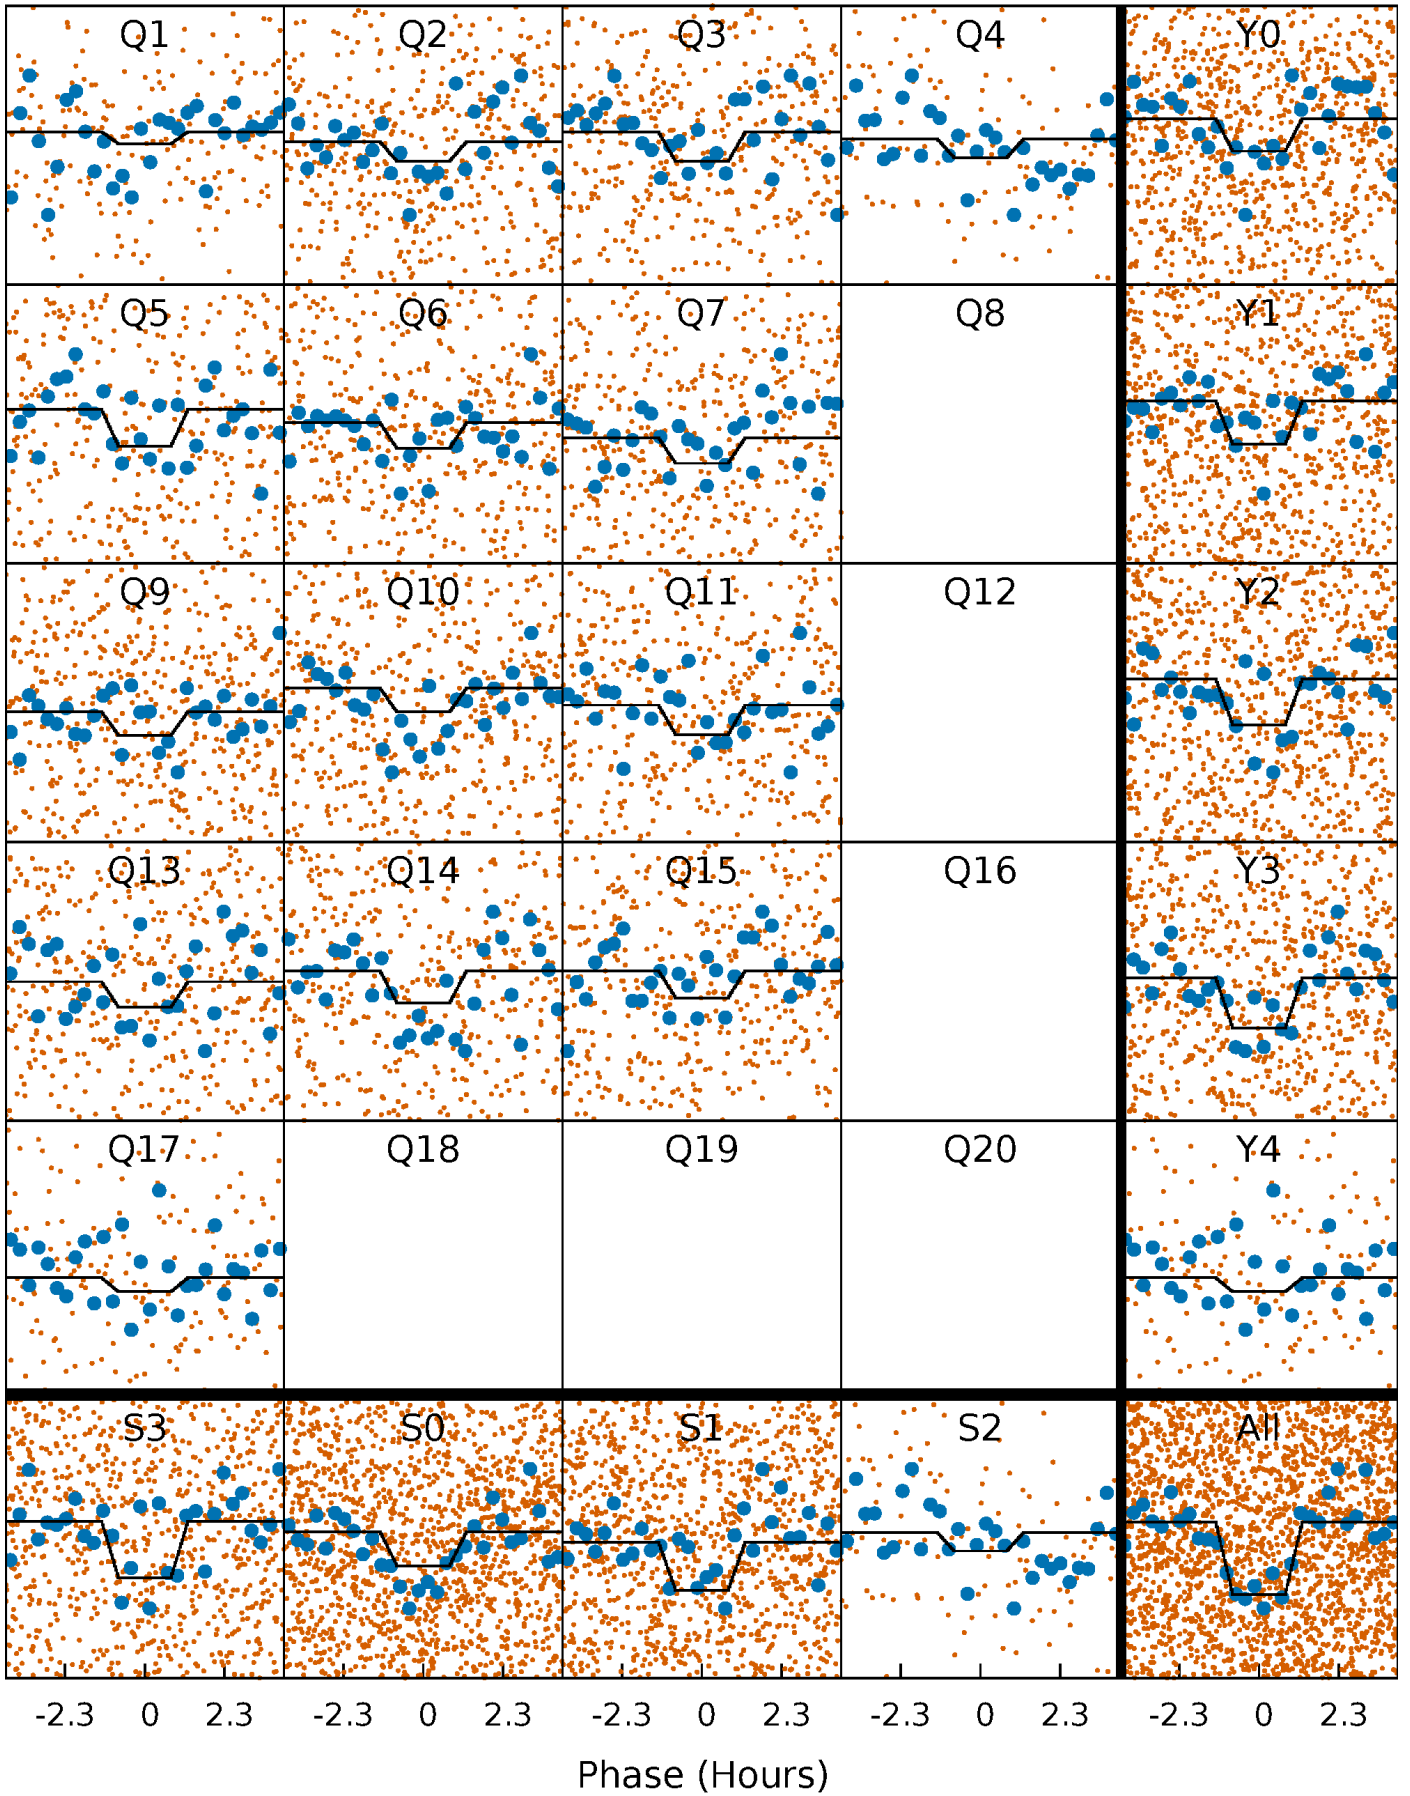 Q1 Q2 Q3 Q4 Y0
Q5 Q6 Q7 Q8 Y1
Q9 Q10 Q11 Q12 Y2
Q13 Q14 Q15 Q16 Y3
Q17 Q18 Q19 Q20 Y4
S3 S0 S1 S2 All
-2.3 0 2.3 -2.3 0 2.3 -2.3 0 2.3 -2.3 0 2.3 -2.3 0 2.3
Phase (Hours)